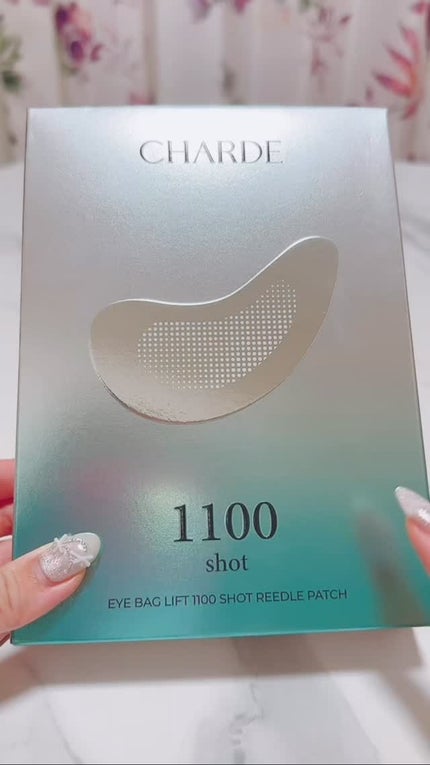 CHARDE
1100
shot
EYE BAG LIFT 1100 SHOT REEDLE PATCH